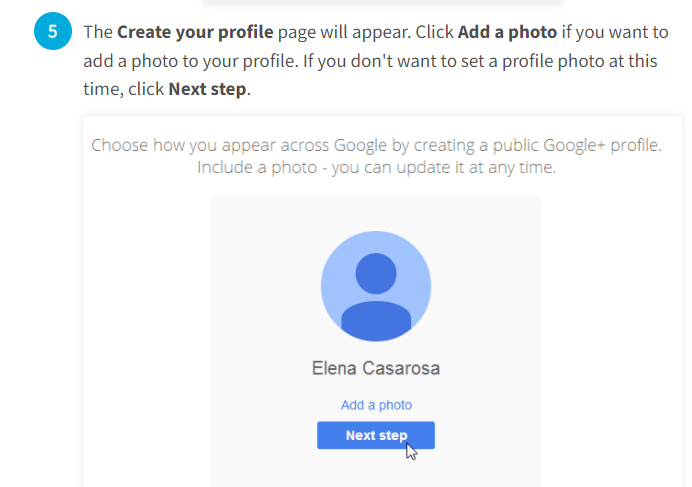 5
The Create your profile page will appear. Click Add a photo if you want to
add a photo to your profile. If you don't want to set a profile photo at this
time, click Next step.
Choose how you appear across Google by creating a public Google+ profile.
Include a photo - you can update it at any time.
Elena Casarosa
Add a photo
Next step